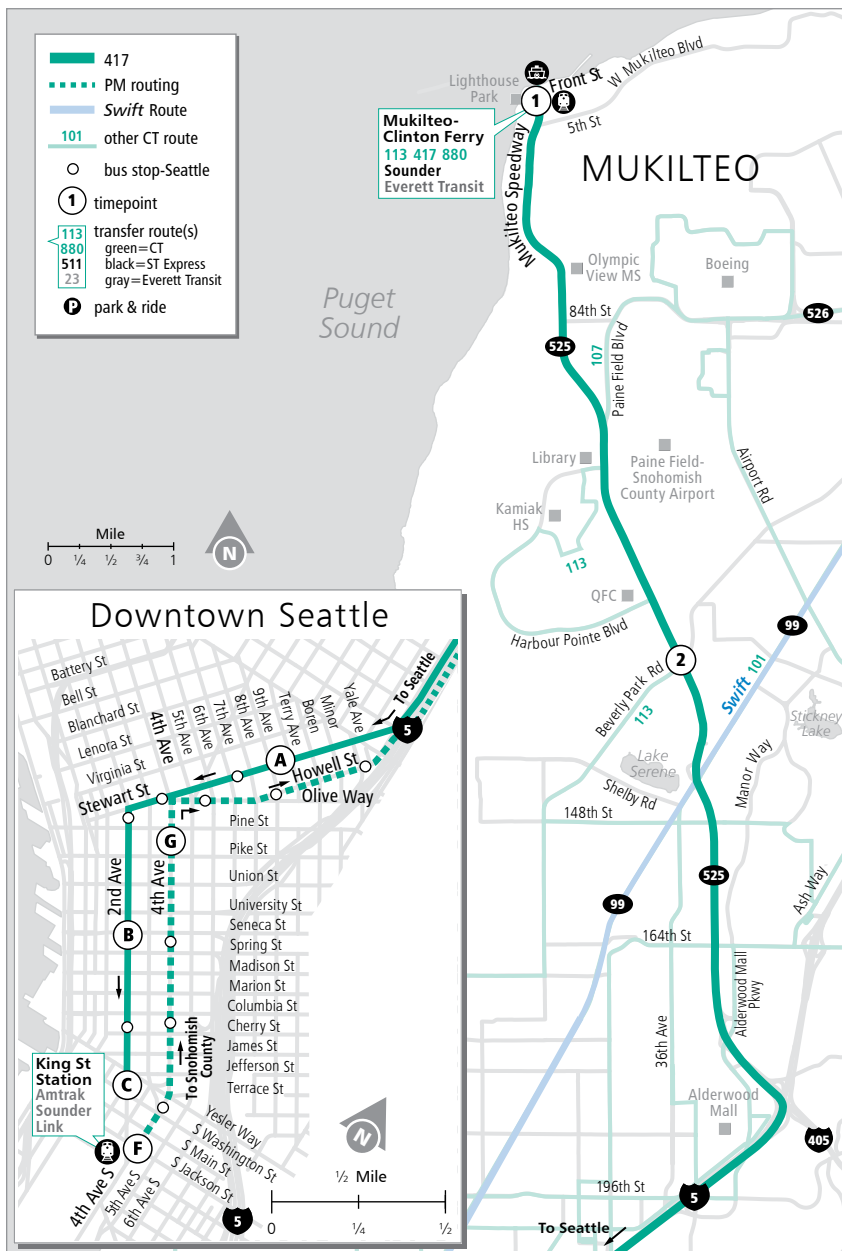 417
PM routing
Swift Route
101
other CT route
bus stop-Seattle
1
timepoint
113
880
511
23
transfer route(s)
green=CT
black=ST Express
gray=Everett Transit
P
park & ride
Lighthouse
Park
1
Front St
W Mukilteo Blvd
5th St
Mukilteo-
Clinton Ferry
113 417 880
Sounder
Everett Transit
Mukilteo Speedway
MUKILTEO
Olympic
View MS
Boeing
84th St
526
525
107
Paine Field Blvd
Puget
Sound
Library
Paine Field-
Snohomish
County Airport
Airport Rd
Kamiak
HS
113
QFC
Harbour Pointe Blvd
99
2
Beverly Park Rd
113
Swift 101
Stickney
Lake
Lake
Serene
Shelby Rd
Manor Way
148th St
525
99
Ash Way
164th St
36th Ave
Alderwood Mall
Pkwy
Alderwood
Mall
405
196th St
5
To Seattle
Mile
0 ¼ ½ ¾ 1
N
Downtown Seattle
Battery St
Bell St
Blanchard St
Lenora St
Virginia St
Stewart St
4th Ave
5th Ave
6th Ave
7th Ave
8th Ave
9th Ave
Terry Ave
Boren
Minor
Yale Ave
To Seattle
5
A
Howell St
Olive Way
G
Pine St
Pike St
Union St
University St
Seneca St
Spring St
Madison St
Marion St
Columbia St
Cherry St
James St
Jefferson St
Terrace St
2nd Ave
4th Ave
B
To Snohomish
County
C
King St
Station
Amtrak
Sounder
Link
F
Yesler Way
S Washington St
S Main St
S Jackson St
4th Ave S
5th Ave S
6th Ave S
5
N
½ Mile
0 ¼ ½